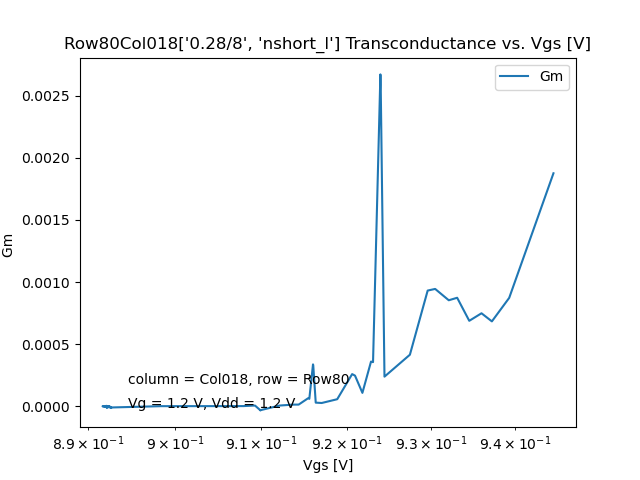 Row80Col018['0.28/8', 'nshort_l'] Transconductance vs. Vgs [V]
Gm
0.0025
0.0020
0.0015
0.0010
0.0005
0.0000
Gm
column = Col018, row = Row80
Vg = 1.2 V, Vdd = 1.2 V
8.9 × 10⁻¹ 9 × 10⁻¹ 9.1 × 10⁻¹ 9.2 × 10⁻¹ 9.3 × 10⁻¹ 9.4 × 10⁻¹
Vgs [V]